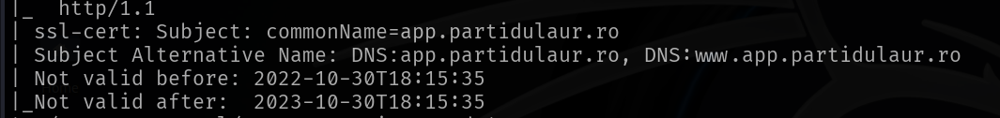 |_  http/1.1
| ssl-cert: Subject: commonName=app.partidulaur.ro
| Subject Alternative Name: DNS:app.partidulaur.ro, DNS:www.app.partidulaur.ro
| Not valid before: 2022-10-30T18:15:35
|_Not valid after:  2023-10-30T18:15:35